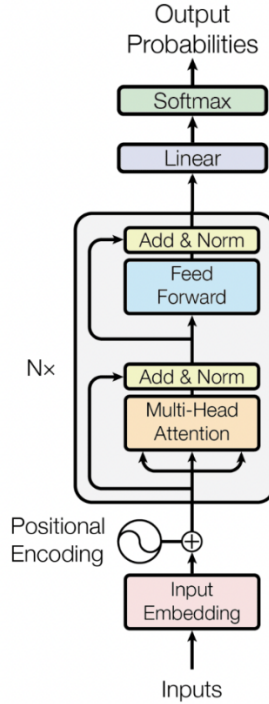 Output
Probabilities
Softmax
Linear
Add & Norm
Feed
Forward
N×
Add & Norm
Multi-Head
Attention
Positional
Encoding
Input
Embedding
Inputs